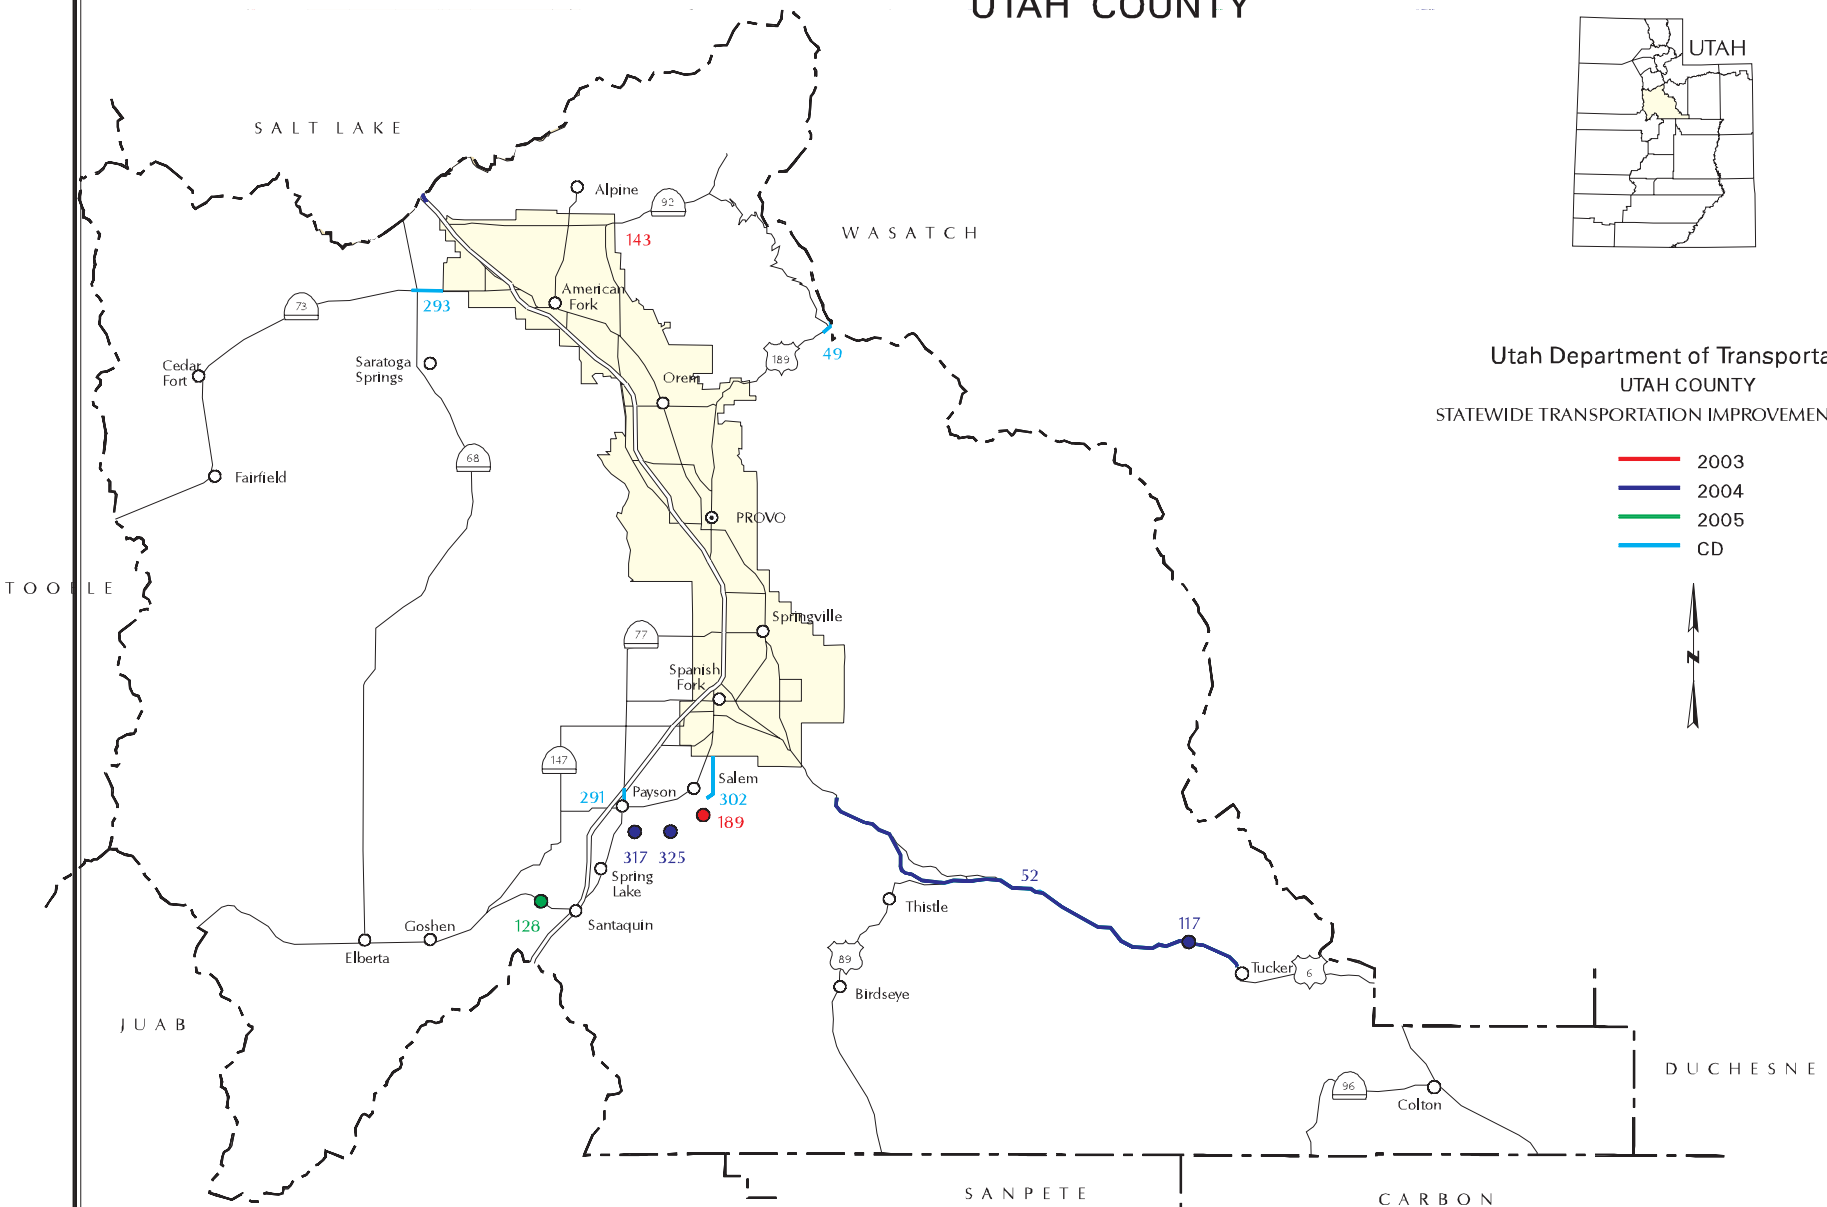 UTAH COUNTY
UTAH
SALT LAKE
Alpine
92
WASATCH
143
American
Fork
73
293
189
49
Cedar
Fort
Saratoga
Springs
Orem
Utah Department of Transporta
UTAH COUNTY
STATEWIDE TRANSPORTATION IMPROVEMEN
2003
2004
2005
CD
68
Fairfield
PROVO
TOOELE
N
Springville
77
Spanish
Fork
147
Salem
291
Payson
302
189
317
325
Spring
Lake
52
Thistle
128
Santaquin
Goshen
117
Elberta
89
Tucker
6
Birdseye
JUAB
DUCHESNE
96
Colton
SANPETE
CARBON